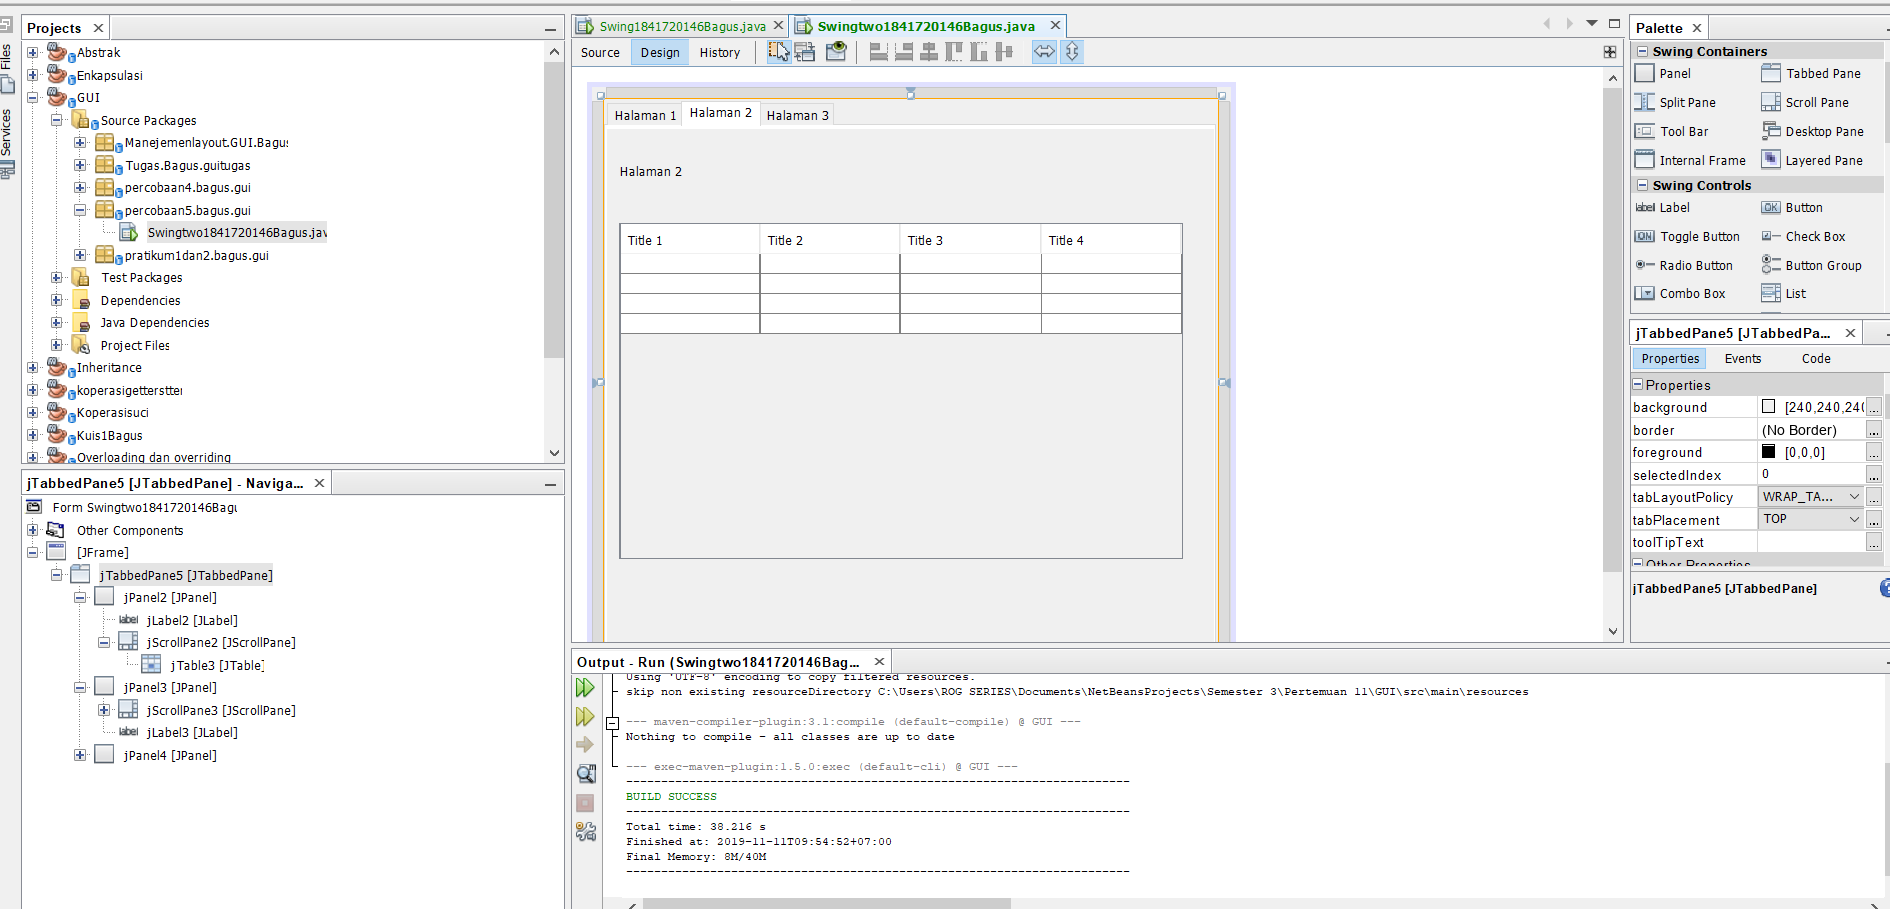 Files
Services
Projects
Abstrak
Enkapsulasi
GUI
Source Packages
Manejemenlayout.GUI.Bagus
Tugas.Bagus.guitugas
percobaan4.bagus.gui
percobaan5.bagus.gui
Swingtwo1841720146Bagus.jav
pratikum1dan2.bagus.gui
Test Packages
Dependencies
Java Dependencies
Project Files
Inheritance
koperasigetterstter
Koperasisuci
Kuis1Bagus
Overloading dan overriding
jTabbedPane5 [JTabbedPane] - Naviga...
Form Swingtwo1841720146Bagu
Other Components
[JFrame]
jTabbedPane5 [JTabbedPane]
jPanel2 [JPanel]
label jLabel2 [JLabel]
jScrollPane2 [JScrollPane]
jTable3 [JTable]
jPanel3 [JPanel]
jScrollPane3 [JScrollPane]
label jLabel3 [JLabel]
jPanel4 [JPanel]
Swing1841720146Bagus.java
Swingtwo1841720146Bagus.java
Source Design History
Halaman 1 Halaman 2 Halaman 3
Halaman 2
Title 1 Title 2 Title 3 Title 4
Output - Run (Swingtwo1841720146Bag...
Using 'UTF-8' encoding to copy filtered resources.
skip non existing resourceDirectory C:\Users\ROG SERIES\Documents\NetBeansProjects\Semester 3\Pertemuan 11\GUI\src\main\resources
--- maven-compiler-plugin:3.1:compile (default-compile) @ GUI ---
Nothing to compile - all classes are up to date
--- exec-maven-plugin:1.5.0:exec (default-cli) @ GUI ---
------------------------------------------------------------------------
BUILD SUCCESS
------------------------------------------------------------------------
Total time: 38.216 s
Finished at: 2019-11-11T09:54:52+07:00
Final Memory: 8M/40M
------------------------------------------------------------------------
Palette
Swing Containers
Panel Tabbed Pane
Split Pane Scroll Pane
Tool Bar Desktop Pane
Internal Frame Layered Pane
Swing Controls
label Label OK Button
ON Toggle Button Check Box
Radio Button Button Group
Combo Box List
jTabbedPane5 [JTabbedPa...
Properties Events Code
Properties
background [240,240,240 ...
border (No Border) ...
foreground [0,0,0] ...
selectedIndex 0 ...
tabLayoutPolicy WRAP_TA... ...
tabPlacement TOP ...
toolTipText ...
Other Properties
jTabbedPane5 [JTabbedPane]